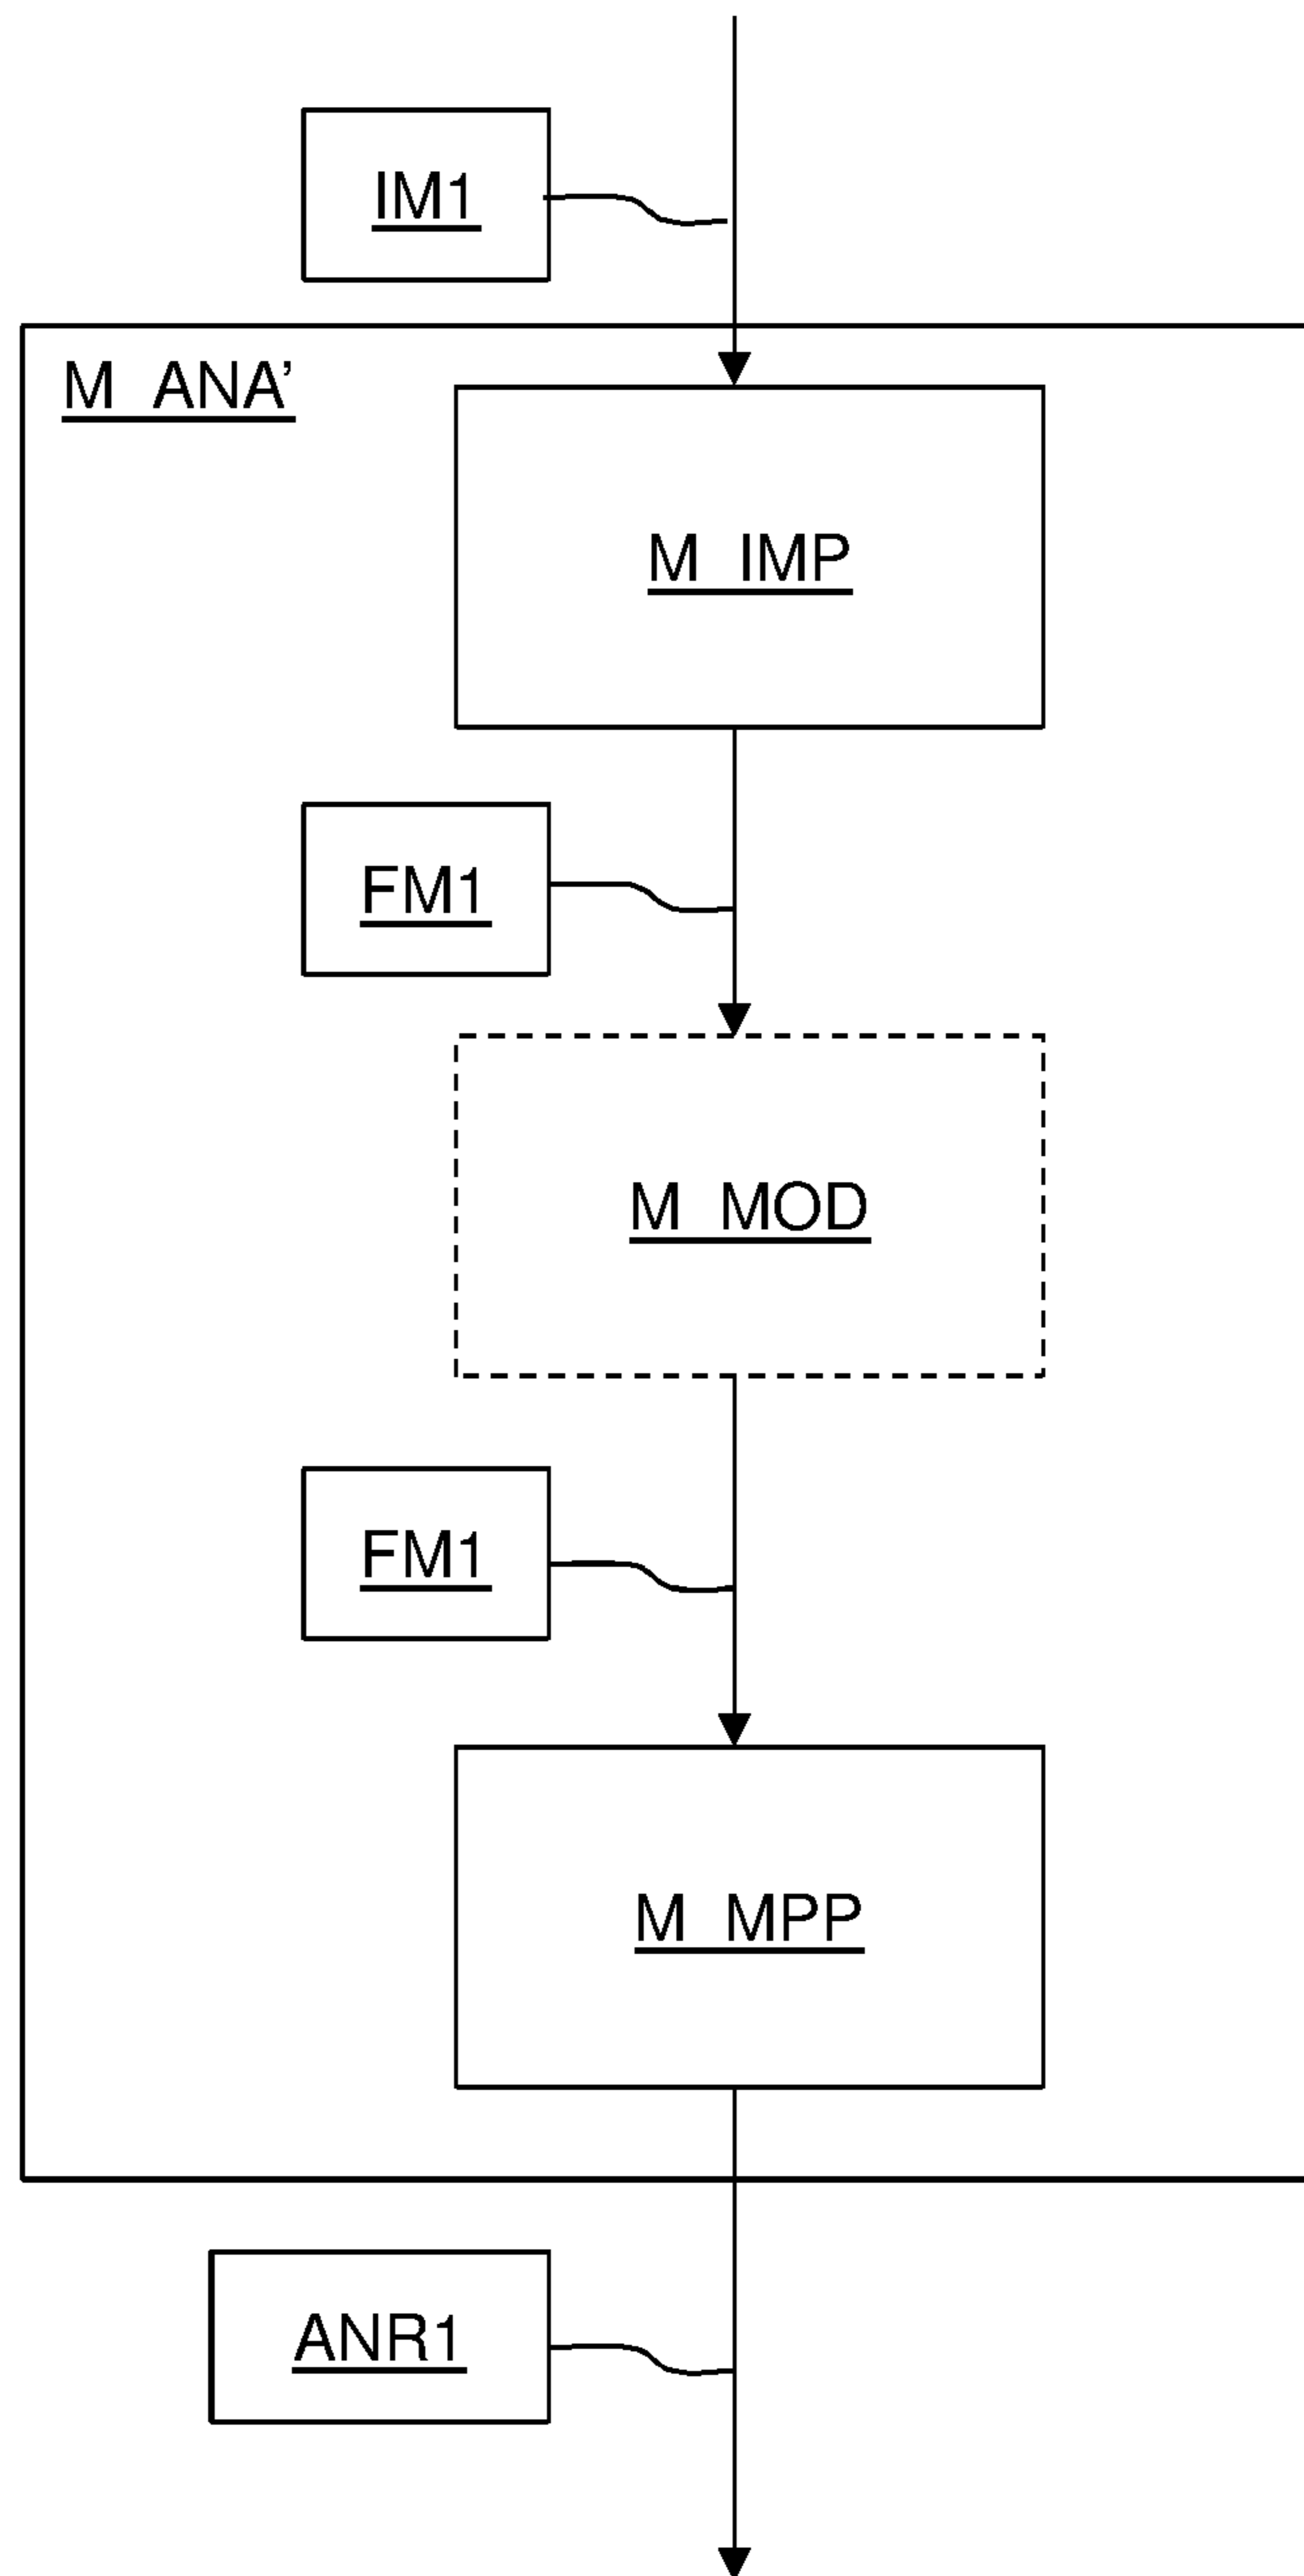 IM1
M_ANA’
M_IMP
FM1
M_MOD
FM1
M_MPP
ANR1